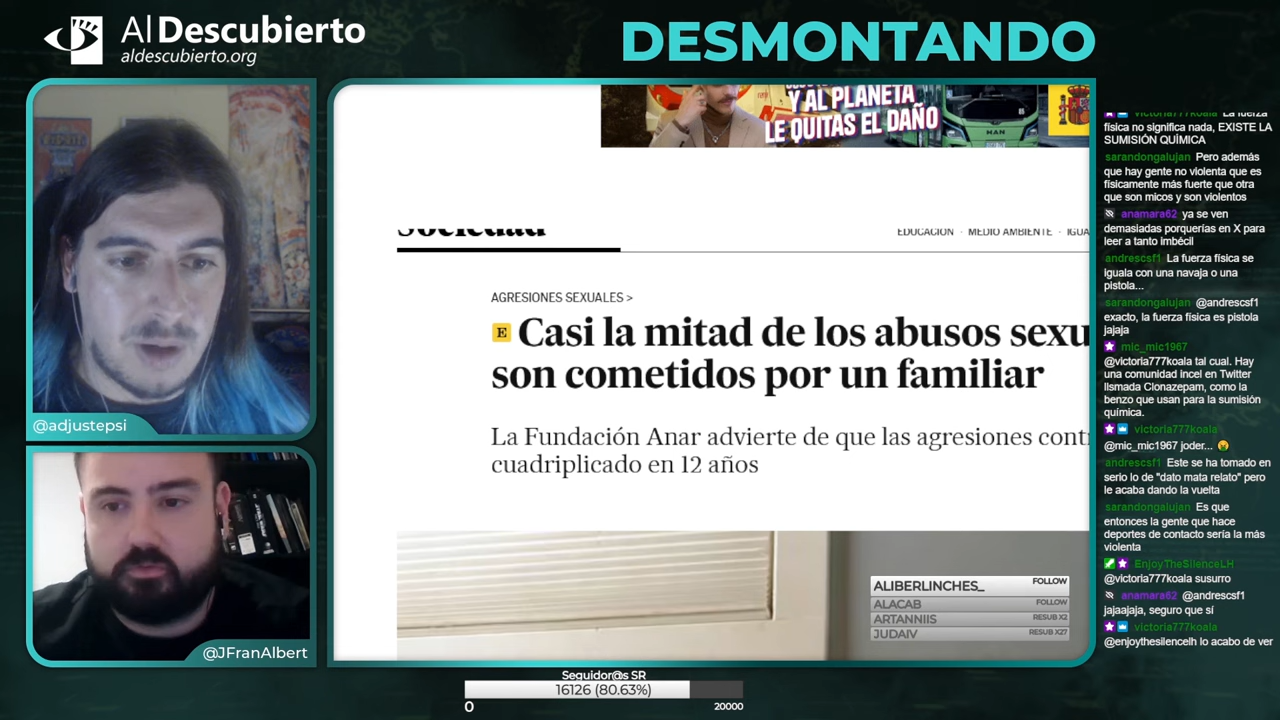 Al Descubierto
aldescubierto.org
DESMONTANDO
@adjustepsi
@JFranAlbert
Y AL PLANETA
LE QUITAS EL DAÑO
MAN
Sociedad
EDUCACIÓN · MEDIO AMBIENTE · IGUA
AGRESIONES SEXUALES >
E Casi la mitad de los abusos sexu
son cometidos por un familiar
La Fundación Anar advierte de que las agresiones cont
cuadriplicado en 12 años
ALIBERLINCHES_ FOLLOW
ALACAB FOLLOW
ARTANNIIS RESUB X2
JUDAIV RESUB X27
Seguidor@s SR
16126 (80.63%)
0 20000
victoria777koala La fuerza
física no significa nada, EXISTE LA
SUMISIÓN QUÍMICA
sarandongalujan Pero además
que hay gente no violenta que es
físicamente más fuerte que otra
que son micos y son violentos
anamara62 ya se ven
demasiadas porquerías en X para
leer a tanto imbécil
andrescsf1 La fuerza física se
iguala con una navaja o una
pistola...
sarandongalujan @andrescsf1
exacto, la fuerza física es pistola
jajaja
mic_mic1967
@victoria777koala tal cual. Hay
una comunidad incel en Twitter
llsmada Clonazepam, como la
benzo que usan para la sumisión
química.
victoria777koala
@mic_mic1967 joder...
andrescsf1 Este se ha tomado en
serio lo de "dato mata relato" pero
le acaba dando la vuelta
sarandongalujan Es que
entonces la gente que hace
deportes de contacto sería la más
violenta
EnjoyTheSilenceLH
@victoria777koala susurro
anamara62 @andrescsf1
jajaajaja, seguro que sí
victoria777koala
@enjoythesilencelh lo acabo de ver